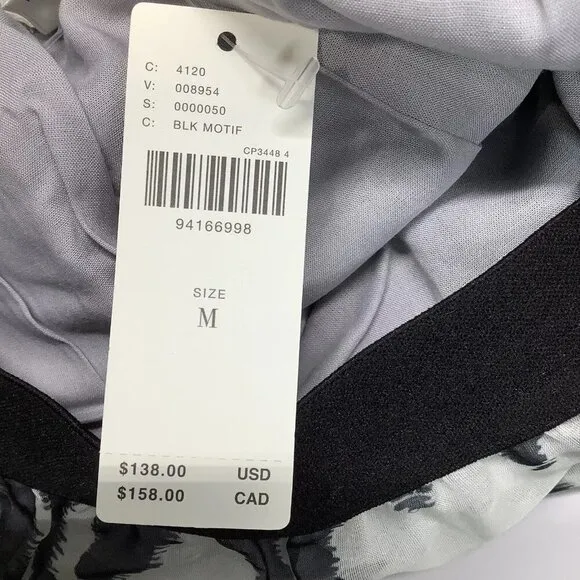 C: 4120
V: 008954
S: 0000050
C: BLK MOTIF
CP3448 4
94166998
SIZE
M
$138.00 USD
$158.00 CAD